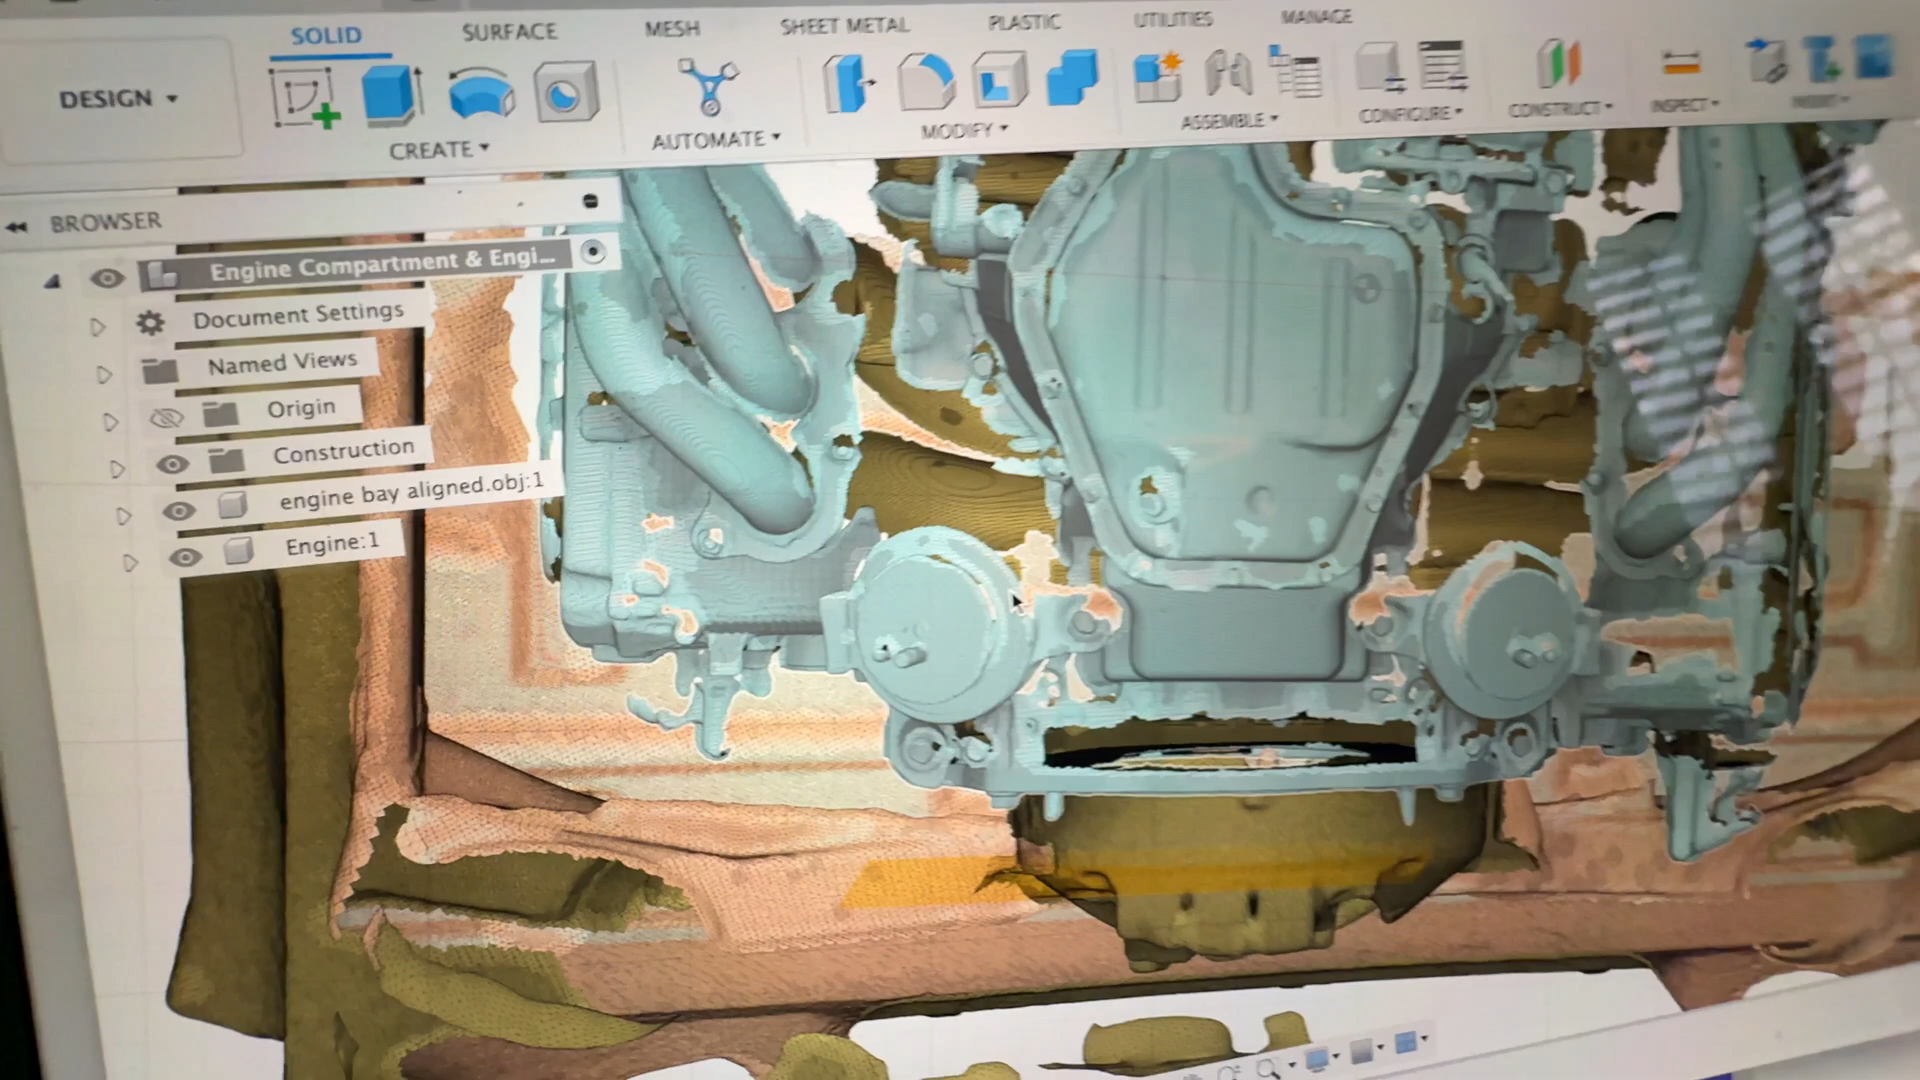 SOLID SURFACE MESH SHEET METAL PLASTIC UTILITIES MANAGE
DESIGN
CREATE AUTOMATE MODIFY ASSEMBLE CONFIGURE CONSTRUCT INSPECT INSERT
BROWSER
Engine Compartment & Engi...
Document Settings
Named Views
Origin
Construction
engine bay aligned.obj:1
Engine:1